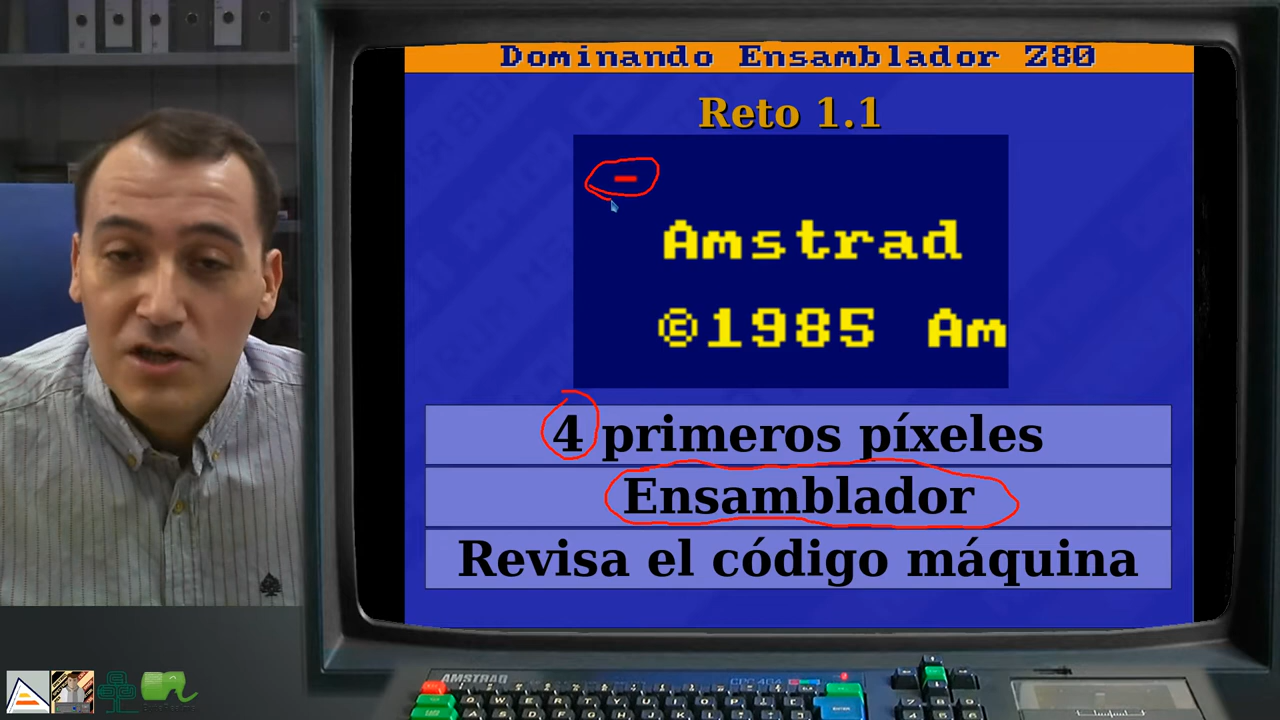 Dominando Ensamblador Z80
Reto 1.1
Amstrad
©1985 Am
4 primeros píxeles
Ensamblador
Revisa el código máquina
AMSTRAD